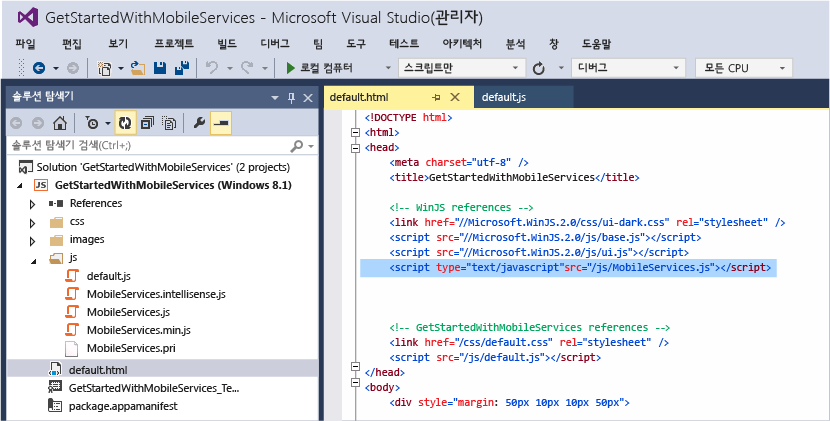 GetStartedWithMobileServices - Microsoft Visual Studio(관리자)
파일 편집 보기 프로젝트 빌드 디버그 팀 도구 테스트 아키텍처 분석 창 도움말
로컬 컴퓨터 스크립트만 디버그 모든 CPU
솔루션 탐색기
솔루션 탐색기 검색(Ctrl+;)
Solution 'GetStartedWithMobileServices' (2 projects)
JS GetStartedWithMobileServices (Windows 8.1)
References
css
images
js
default.js
MobileServices.intellisense.js
MobileServices.js
MobileServices.min.js
MobileServices.pri
default.html
GetStartedWithMobileServices_Te...
package.appamanifest
default.html default.js
<!DOCTYPE html>
<html>
<head>
<meta charset="utf-8" />
<title>GetStartedWithMobileServices</title>
<!-- WinJS references -->
<link href="//Microsoft.WinJS.2.0/css/ui-dark.css" rel="stylesheet" />
<script src="//Microsoft.WinJS.2.0/js/base.js"></script>
<script src="//Microsoft.WinJS.2.0/js/ui.js"></script>
<script type="text/javascript"src="/js/MobileServices.js"></script>
<!-- GetStartedWithMobileServices references -->
<link href="/css/default.css" rel="stylesheet" />
<script src="/js/default.js"></script>
</head>
<body>
<div style="margin: 50px 10px 10px 50px">